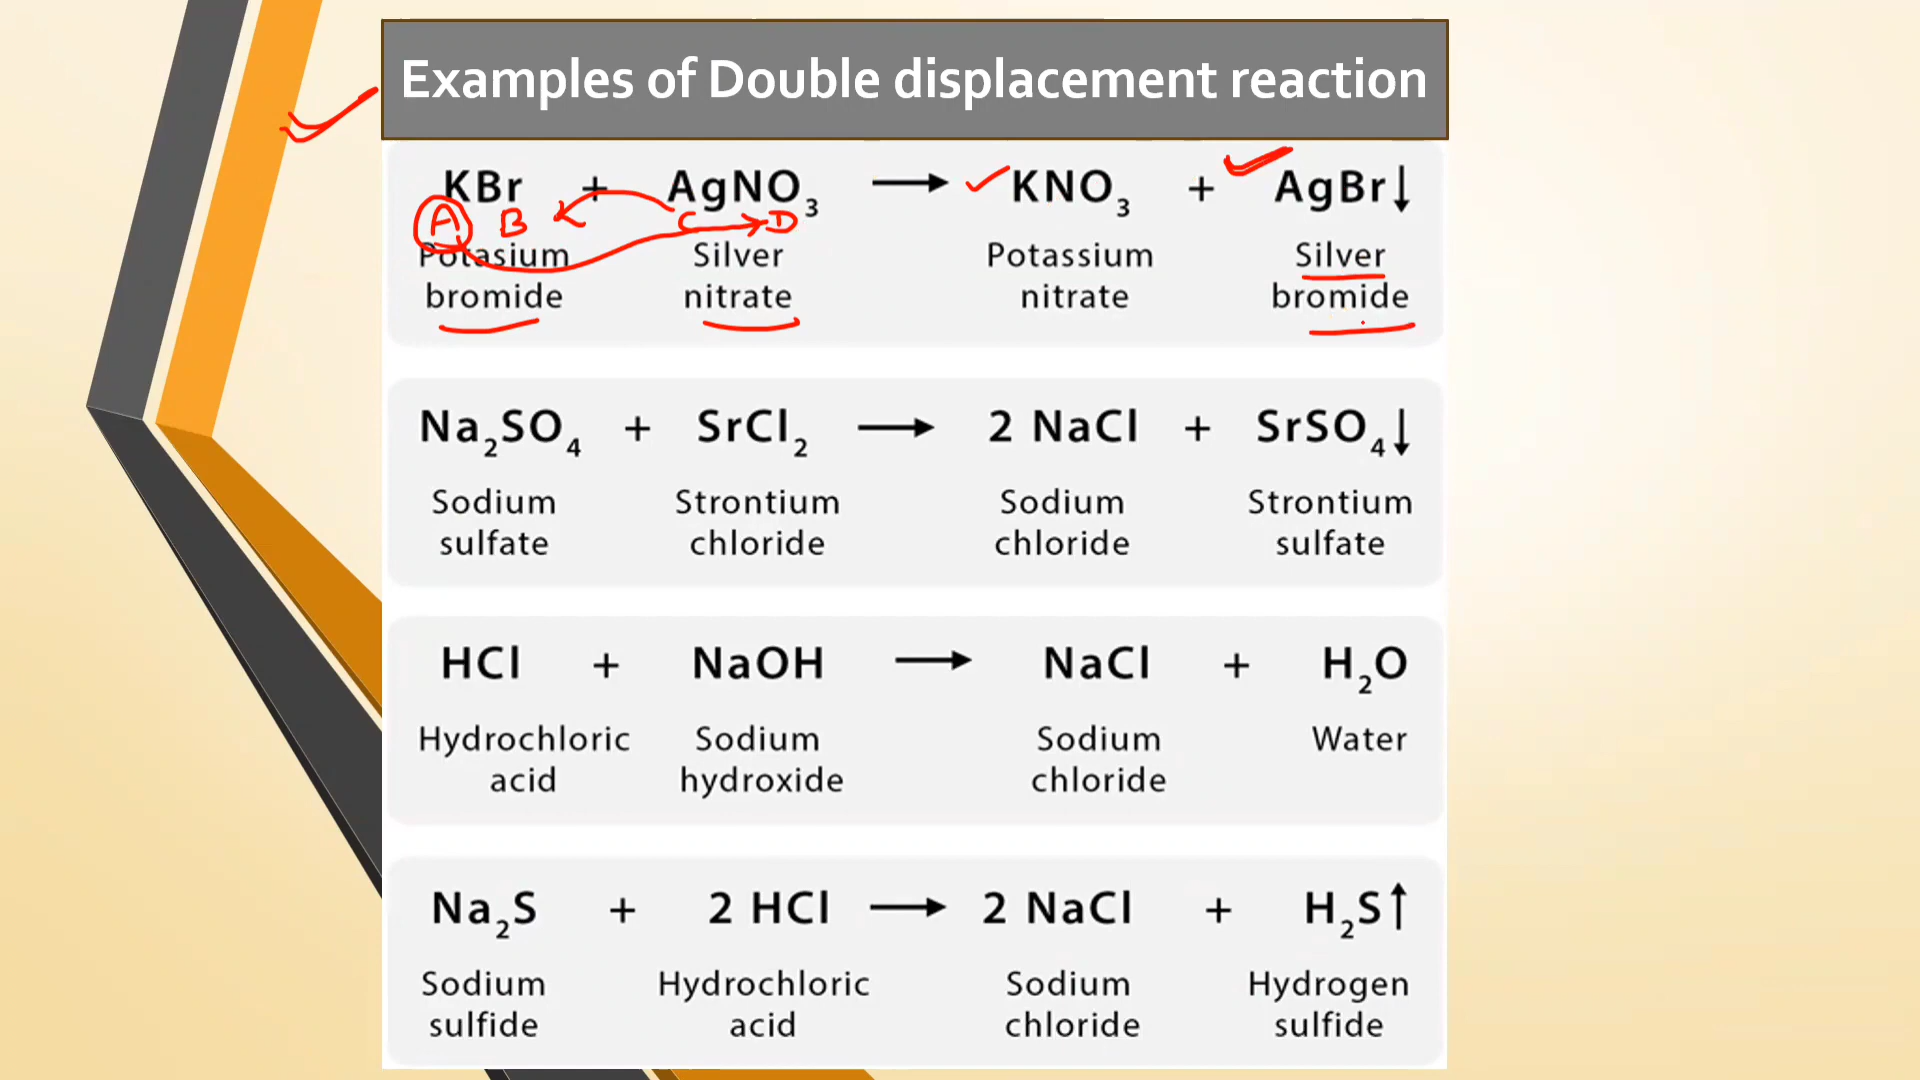 Examples of Double displacement reaction
KBr + AgNO₃ → KNO₃ + AgBr↓
A B C D
Potasium Silver Potassium Silver
bromide nitrate nitrate bromide
Na₂SO₄ + SrCl₂ → 2 NaCl + SrSO₄↓
Sodium Strontium Sodium Strontium
sulfate chloride chloride sulfate
HCl + NaOH → NaCl + H₂O
Hydrochloric Sodium Sodium Water
acid hydroxide chloride
Na₂S + 2 HCl → 2 NaCl + H₂S↑
Sodium Hydrochloric Sodium Hydrogen
sulfide acid chloride sulfide